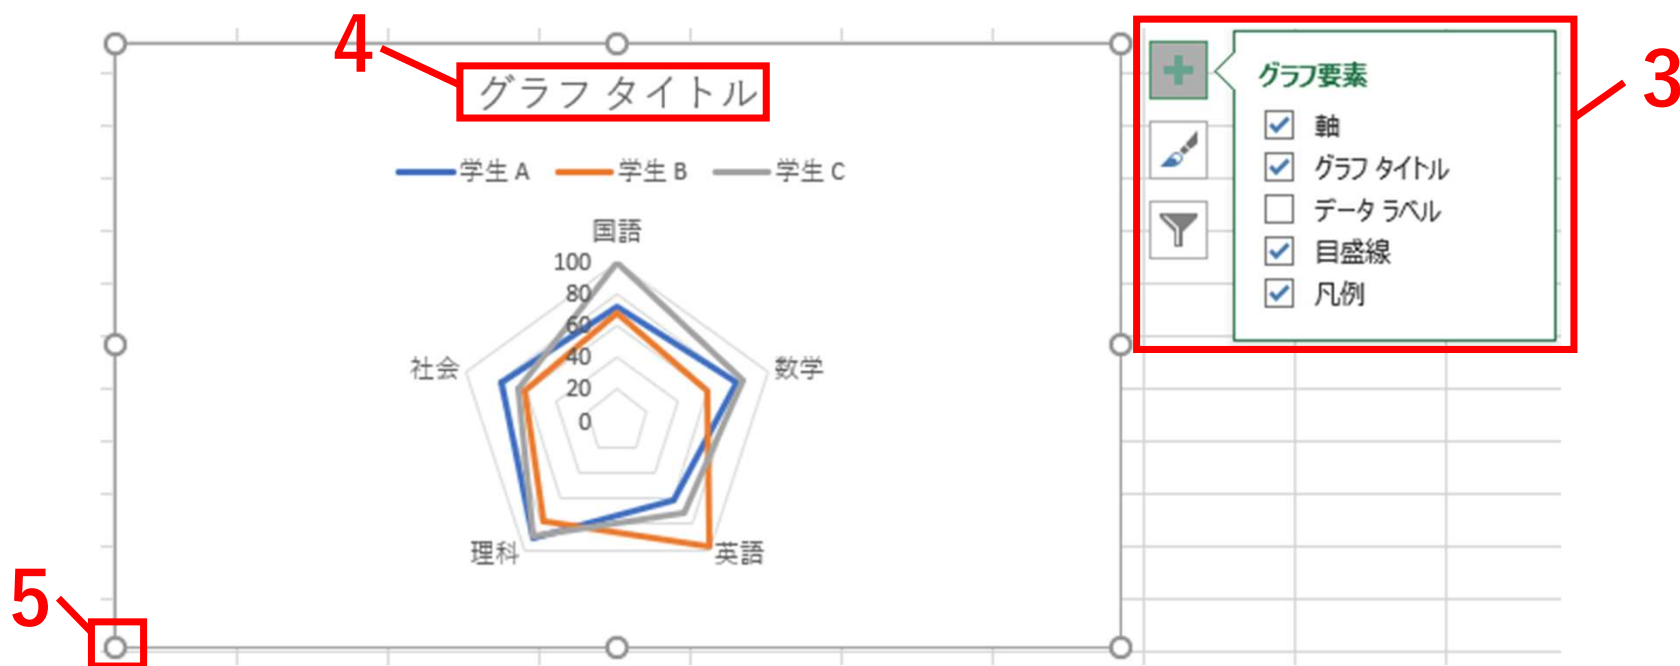 4
グラフ タイトル
学生 A 学生 B 学生 C
国語
100
80
60
40
20
0
社会
数学
理科
英語
グラフ要素
軸
グラフ タイトル
データ ラベル
目盛線
凡例
3
5